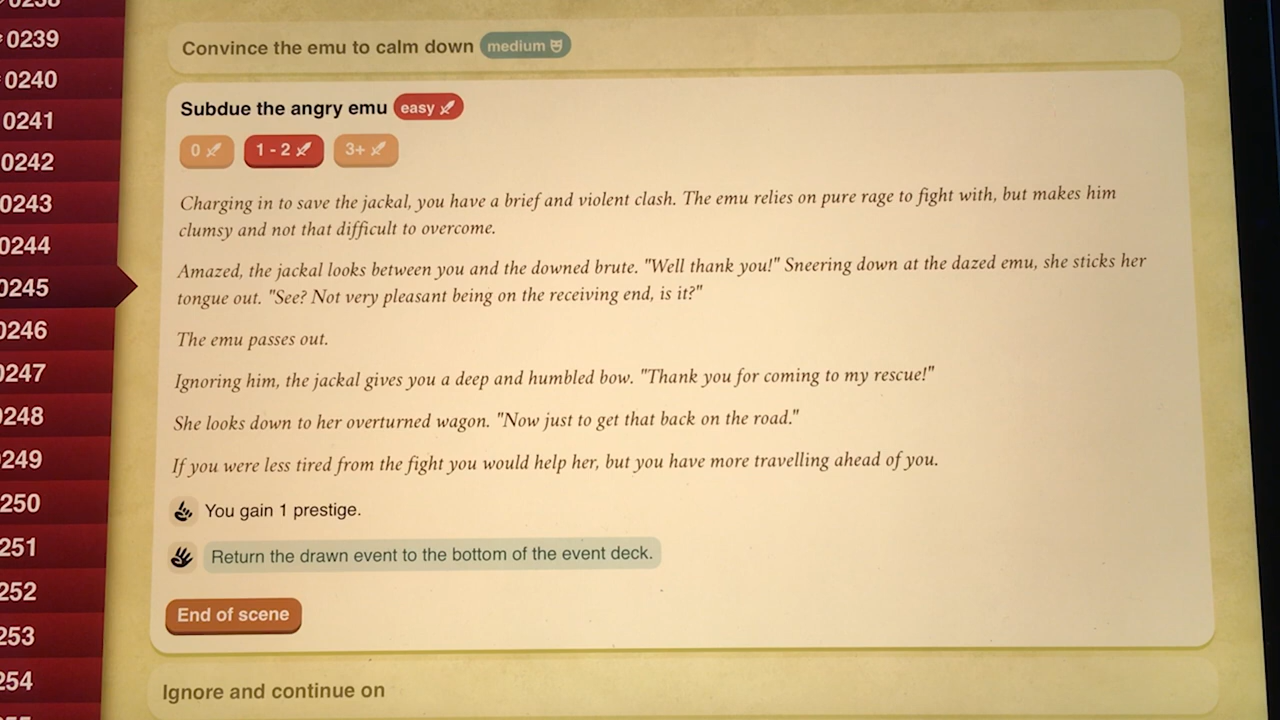 0238
0239
0240
0241
0242
0243
0244
0245
0246
0247
0248
0249
250
251
252
253
254
Convince the emu to calm down medium
Subdue the angry emu easy
0 1 - 2 3+
Charging in to save the jackal, you have a brief and violent clash. The emu relies on pure rage to fight with, but makes him
clumsy and not that difficult to overcome.
Amazed, the jackal looks between you and the downed brute. "Well thank you!" Sneering down at the dazed emu, she sticks her
tongue out. "See? Not very pleasant being on the receiving end, is it?"
The emu passes out.
Ignoring him, the jackal gives you a deep and humbled bow. "Thank you for coming to my rescue!"
She looks down to her overturned wagon. "Now just to get that back on the road."
If you were less tired from the fight you would help her, but you have more travelling ahead of you.
You gain 1 prestige.
Return the drawn event to the bottom of the event deck.
End of scene
Ignore and continue on